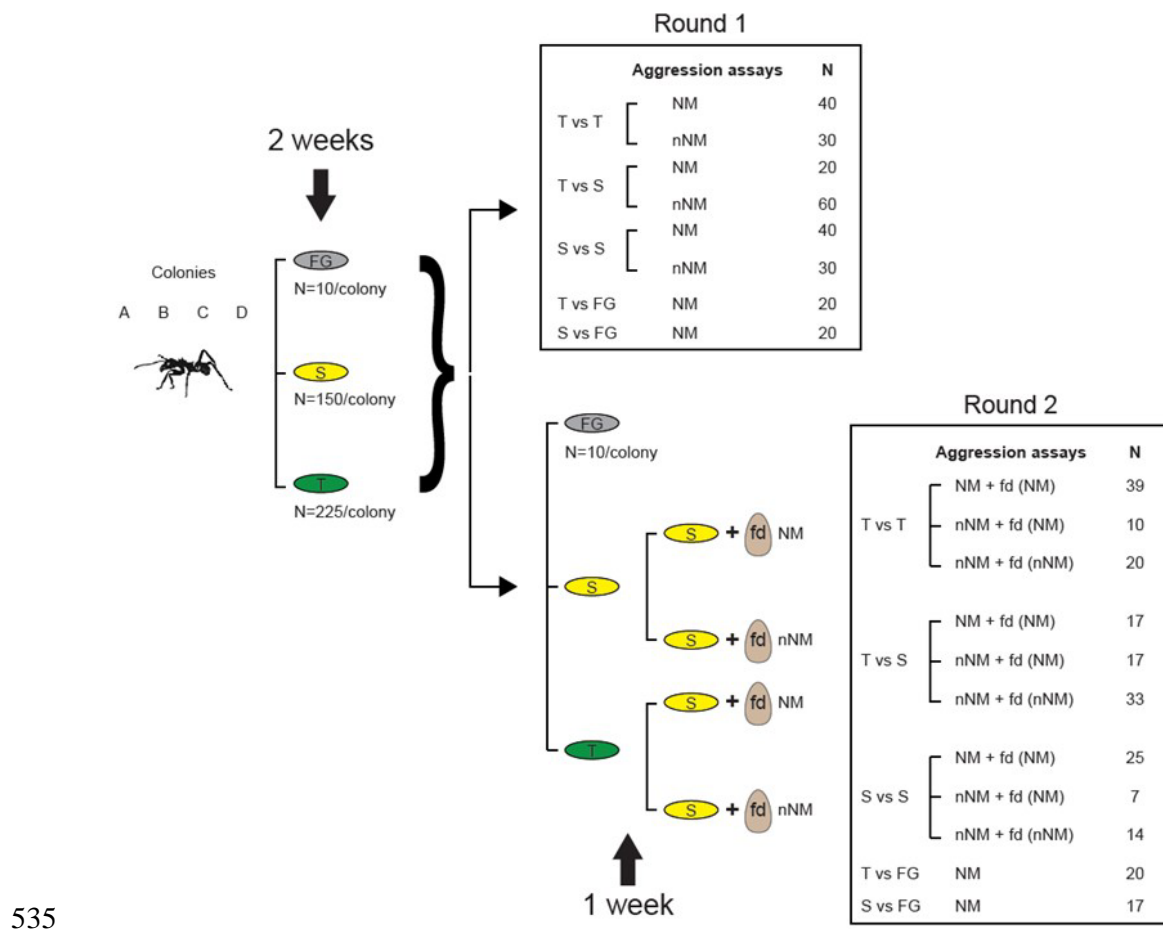 Round 1
Aggression assays N
T vs T
NM 40
nNM 30
T vs S
NM 20
nNM 60
S vs S
NM 40
nNM 30
T vs FG NM 20
S vs FG NM 20
2 weeks
Colonies
A B C D
FG
N=10/colony
S
N=150/colony
T
N=225/colony
FG
N=10/colony
S
S + fd NM
S + fd nNM
T
S + fd NM
S + fd nNM
1 week
Round 2
Aggression assays N
T vs T
NM + fd (NM) 39
nNM + fd (NM) 10
nNM + fd (nNM) 20
T vs S
NM + fd (NM) 17
nNM + fd (NM) 17
nNM + fd (nNM) 33
S vs S
NM + fd (NM) 25
nNM + fd (NM) 7
nNM + fd (nNM) 14
T vs FG NM 20
S vs FG NM 17
535